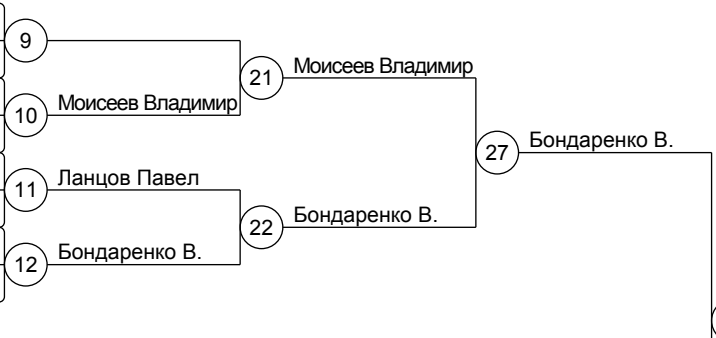 9
21
Моисеев Владимир
10
Моисеев Владимир
27
Бондаренко В.
11
Ланцов Павел
22
Бондаренко В.
12
Бондаренко В.